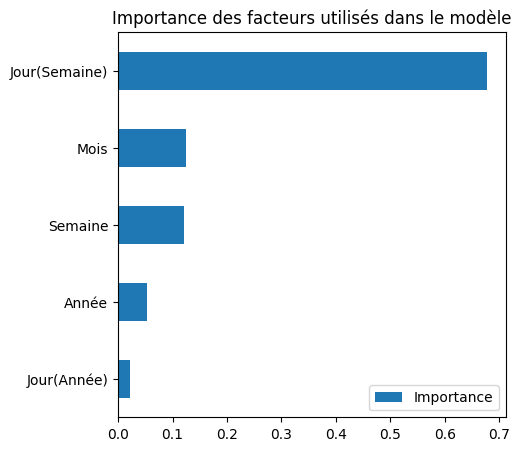 Importance des facteurs utilisés dans le modèle
Jour(Semaine)
Mois
Semaine
Année
Jour(Année)
Importance
0.0 0.1 0.2 0.3 0.4 0.5 0.6 0.7